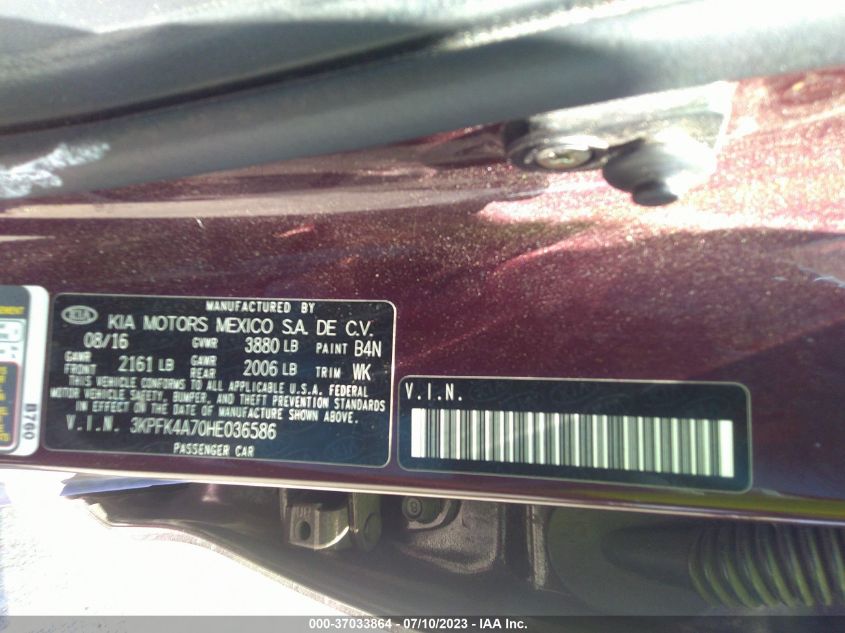 MANUFACTURED BY
KIA
KIA MOTORS MEXICO S.A. DE C.V.
08/16 GVWR 3880 LB PAINT B4N
GAWR FRONT 2161 LB GAWR REAR 2006 LB TRIM WK
THIS VEHICLE CONFORMS TO ALL APPLICABLE U.S.A. FEDERAL
MOTOR VEHICLE SAFETY, BUMPER, AND THEFT PREVENTION STANDARDS
IN EFFECT ON THE DATE OF MANUFACTURE SHOWN ABOVE.
V.I.N. 3KPFK4A70HE036586
PASSENGER CAR
V.I.N.
B760
000-37033864 - 07/10/2023 - IAA Inc.